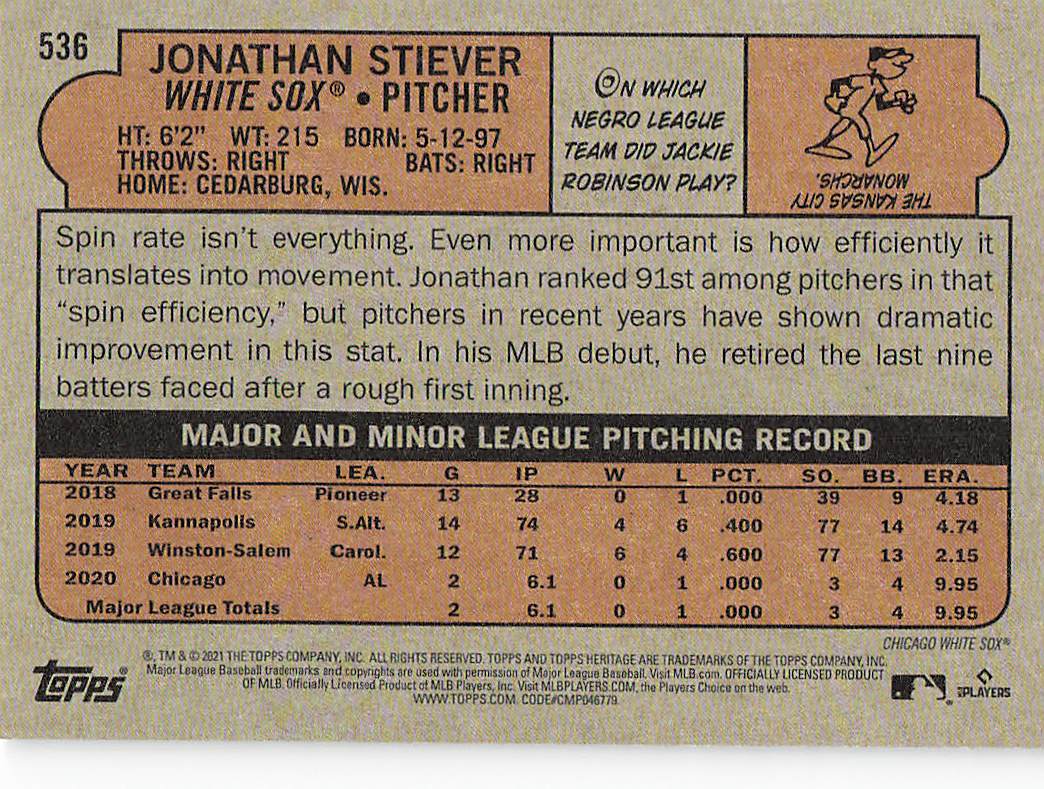 536
JONATHAN STIEVER
WHITE SOX® • PITCHER
HT: 6'2" WT: 215 BORN: 5-12-97
THROWS: RIGHT BATS: RIGHT
HOME: CEDARBURG, WIS.
ON WHICH
NEGRO LEAGUE
TEAM DID JACKIE
ROBINSON PLAY?
THE KANSAS CITY
MONARCHS.
Spin rate isn't everything. Even more important is how efficiently it
translates into movement. Jonathan ranked 91st among pitchers in that
"spin efficiency," but pitchers in recent years have shown dramatic
improvement in this stat. In his MLB debut, he retired the last nine
batters faced after a rough first inning.
MAJOR AND MINOR LEAGUE PITCHING RECORD
YEAR TEAM LEA. G IP W L PCT. SO. BB. ERA.
2018 Great Falls Pioneer 13 28 0 1 .000 39 9 4.18
2019 Kannapolis S.Alt. 14 74 4 6 .400 77 14 4.74
2019 Winston-Salem Carol. 12 71 6 4 .600 77 13 2.15
2020 Chicago AL 2 6.1 0 1 .000 3 4 9.95
Major League Totals 2 6.1 0 1 .000 3 4 9.95
CHICAGO WHITE SOX®
®, TM & © 2021 THE TOPPS COMPANY, INC. ALL RIGHTS RESERVED. TOPPS AND TOPPS HERITAGE ARE TRADEMARKS OF THE TOPPS COMPANY, INC.
Major League Baseball trademarks and copyrights are used with permission of Major League Baseball. Visit MLB.com. OFFICIALLY LICENSED PRODUCT
OF MLB. Officially Licensed Product of MLB Players, Inc. Visit MLBPLAYERS.COM, the Players Choice on the web.
WWW.TOPPS.COM. CODE#CMP046779
topps®
PLAYERS